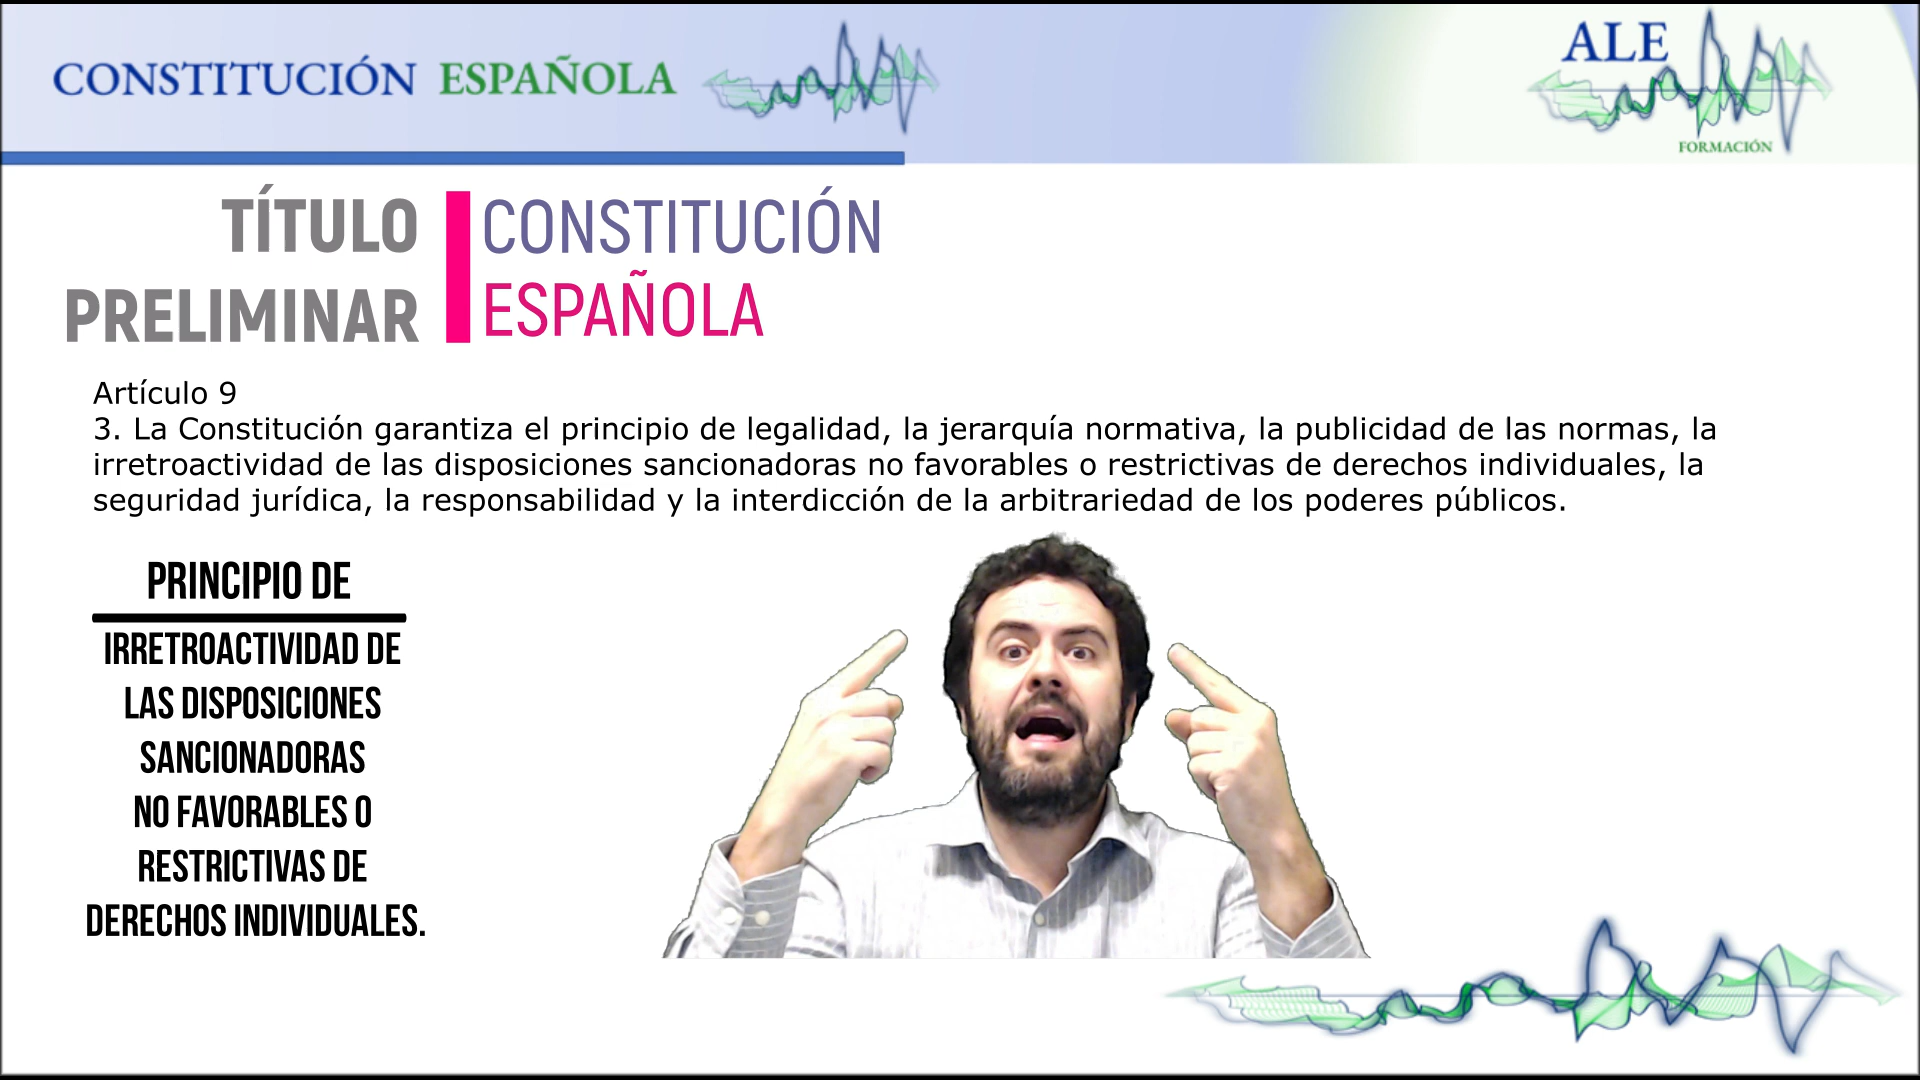 CONSTITUCIÓN ESPAÑOLA
ALE
FORMACIÓN
TÍTULO
PRELIMINAR
CONSTITUCIÓN
ESPAÑOLA
Artículo 9
3. La Constitución garantiza el principio de legalidad, la jerarquía normativa, la publicidad de las normas, la
irretroactividad de las disposiciones sancionadoras no favorables o restrictivas de derechos individuales, la
seguridad jurídica, la responsabilidad y la interdicción de la arbitrariedad de los poderes públicos.
PRINCIPIO DE
IRRETROACTIVIDAD DE
LAS DISPOSICIONES
SANCIONADORAS
NO FAVORABLES O
RESTRICTIVAS DE
DERECHOS INDIVIDUALES.